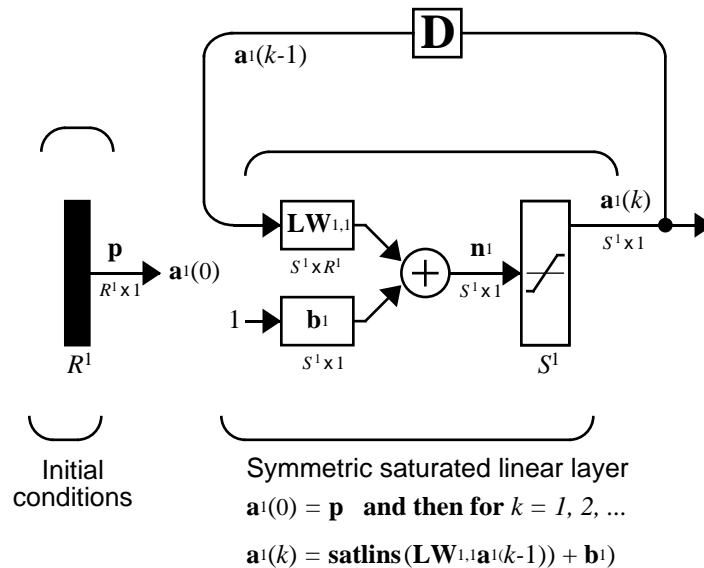 D
a1(k-1)
a1(k)
p
R1 x 1
a1(0)
LW1,1
S1 x R1
n1
S1 x 1
S1 x 1
1
b1
S1 x 1
R1
S1
Initial
conditions
Symmetric saturated linear layer
a1(0) = p and then for k = 1, 2, ...
a1(k) = satlins (LW1,1a1(k-1)) + b1)